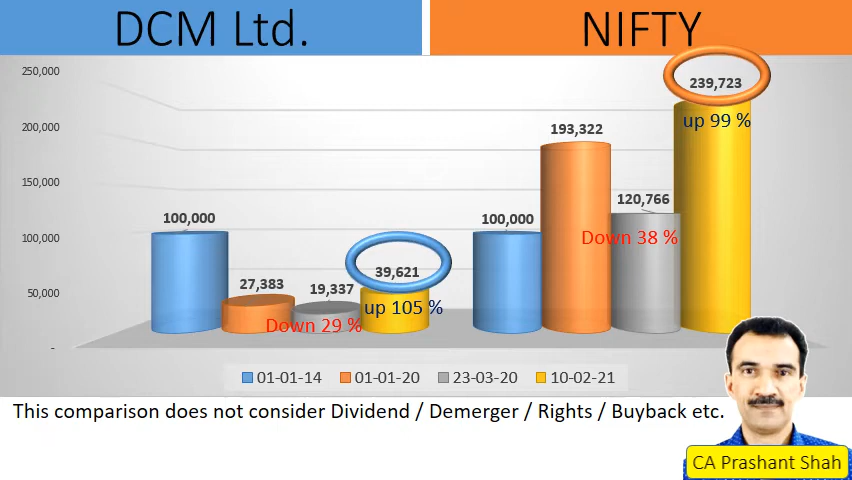 DCM Ltd.
NIFTY
250,000
200,000
150,000
100,000
50,000
-
100,000
27,383
19,337
39,621
Down 29 %
up 105 %
100,000
193,322
120,766
239,723
Down 38 %
up 99 %
01-01-14 01-01-20 23-03-20 10-02-21
This comparison does not consider Dividend / Demerger / Rights / Buyback etc.
CA Prashant Shah